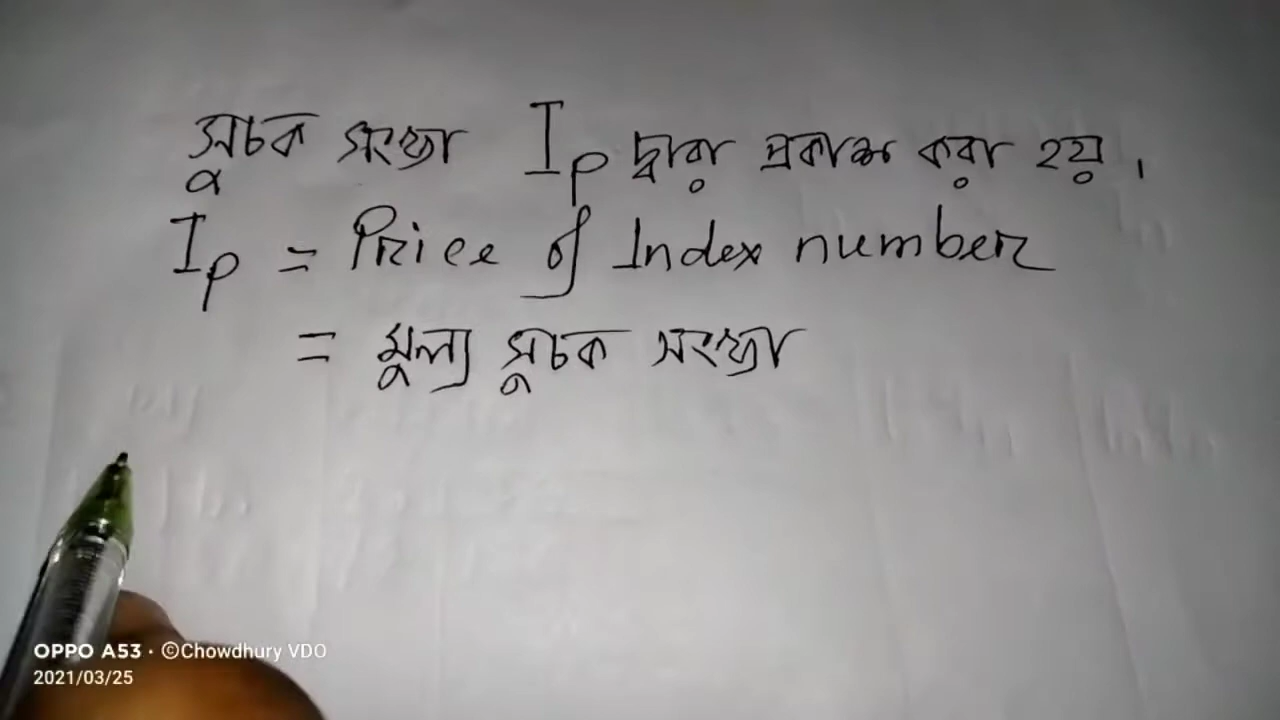 সূচক সংখ্যা Ip দ্বারা প্রকাশ করা হয়।
Ip = Price of Index number
= মুল্য সুচক সংখ্যা
OPPO A53 · ©Chowdhury VDO
2021/03/25